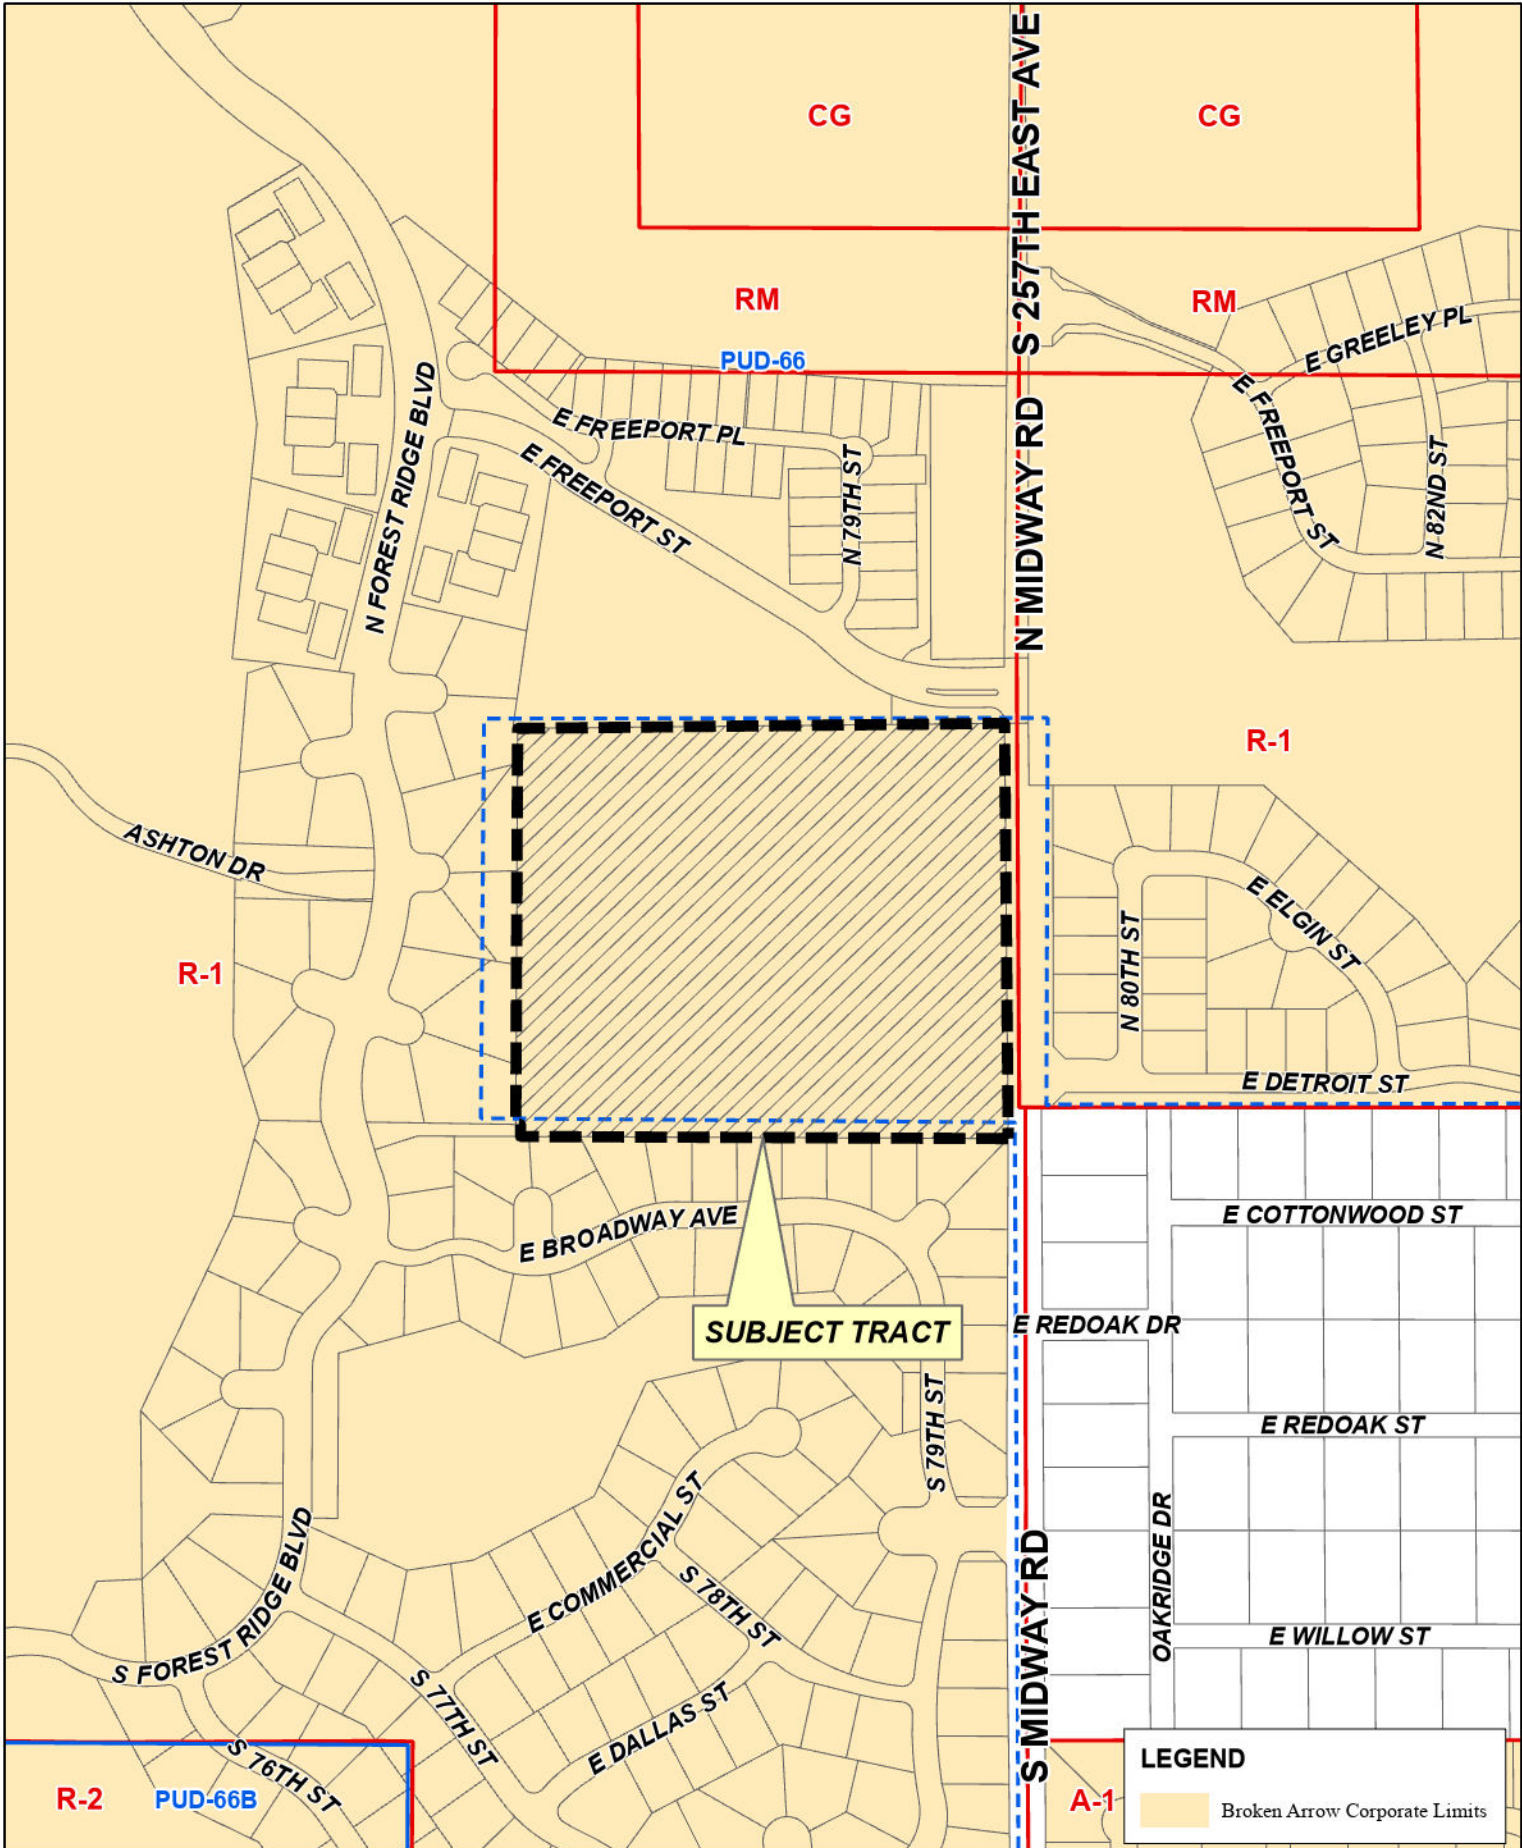 S 257TH EAST AVE
CG
CG
RM
RM
PUD-66
E GREELEY PL
E FREEPORT PL
E FREEPORT ST
N FOREST RIDGE BLVD
N 79TH ST
N MIDWAY RD
E FREEPORT ST
N 82ND ST
R-1
ASHTON DR
R-1
E ELGIN ST
N 80TH ST
E DETROIT ST
E BROADWAY AVE
E COTTONWOOD ST
SUBJECT TRACT
E REDOAK DR
S 79TH ST
E REDOAK ST
E COMMERCIAL ST
S FOREST RIDGE BLVD
S 78TH ST
S MIDWAY RD
OAKRIDGE DR
E WILLOW ST
S 77TH ST
E DALLAS ST
S 76TH ST
R-2
PUD-66B
A-1
LEGEND
Broken Arrow Corporate Limits